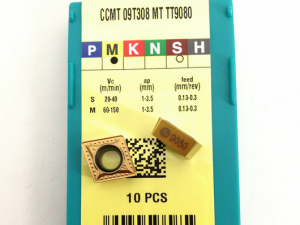 CCMT 09T308 MT TT9080
P M K N S H
Vc ap feed
(m/min) (mm) (mm/rev)
S 20-40 1-3.5 0.13-0.3
M 60-150 1-3.5 0.13-0.3
9080
10 PCS